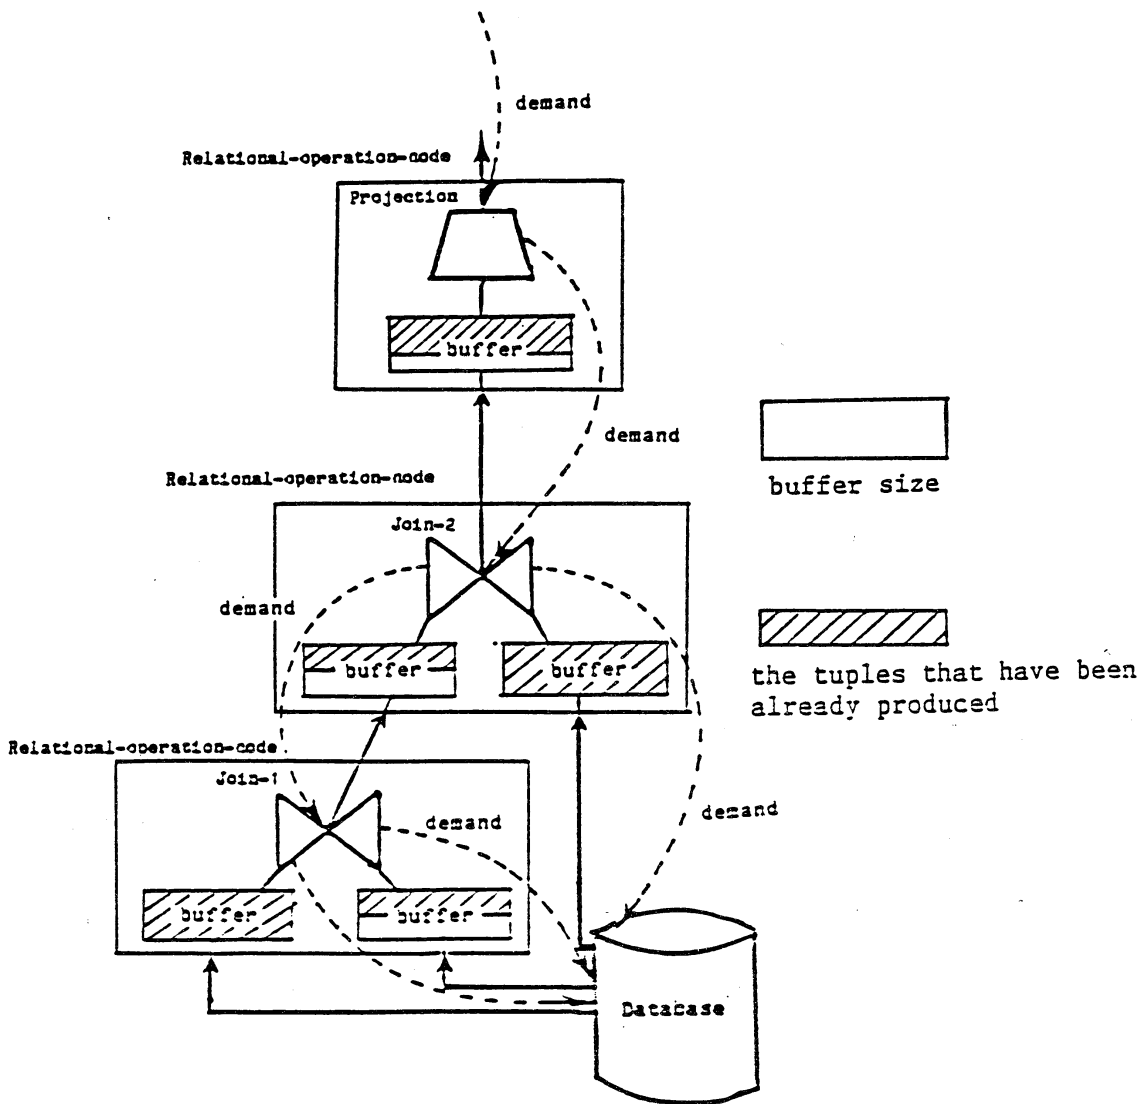 demand
Relational-operation-node
Projection
buffer
demand
Relational-operation-node
buffer size
Join-2
demand
buffer
buffer
the tuples that have been
already produced
Relational-operation-node
Join-1
demand
demand
buffer
buffer
Database